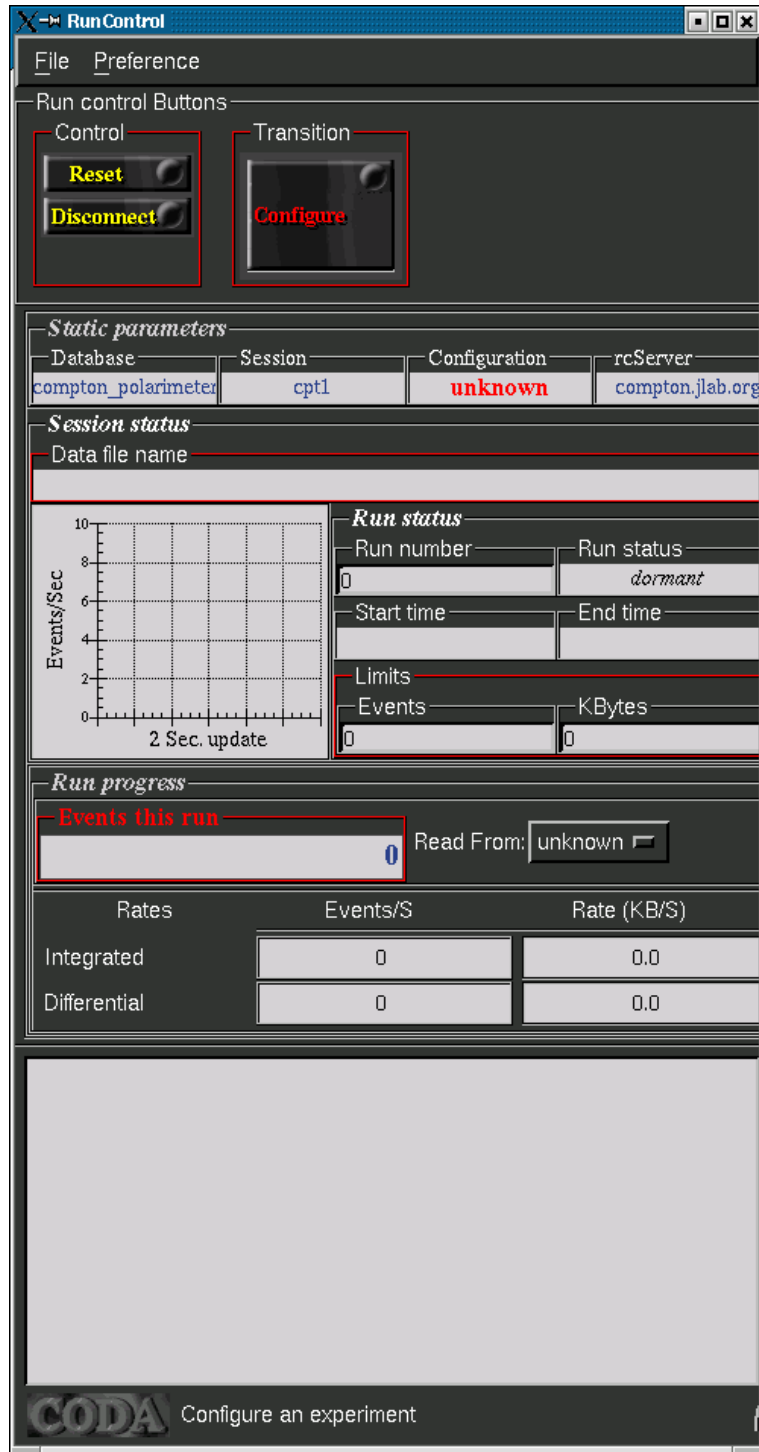 RunControl
File Preference
Run control Buttons
Control
Transition
Reset
Disconnect
Configure
Static parameters
Database Session Configuration rcServer
compton_polarimeter cpt1 unknown compton.jlab.org
Session status
Data file name
10
8
6
4
2
0
Events/Sec
2 Sec. update
Run status
Run number Run status
0 dormant
Start time End time
Limits
Events KBytes
0 0
Run progress
Events this run
0
Read From: unknown
Rates Events/S Rate (KB/S)
Integrated 0 0.0
Differential 0 0.0
CODA Configure an experiment